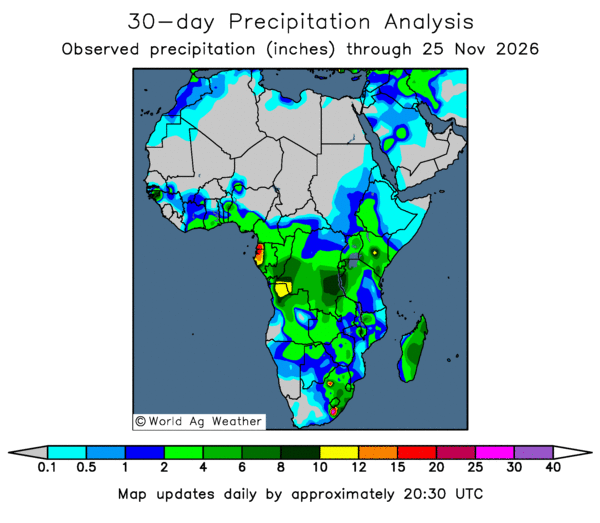 30-day Precipitation Analysis
Observed precipitation (inches) through 25 Nov 2026
© World Ag Weather
0.1 0.5 1 2 4 6 8 10 12 15 20 25 30 40
Map updates daily by approximately 20:30 UTC